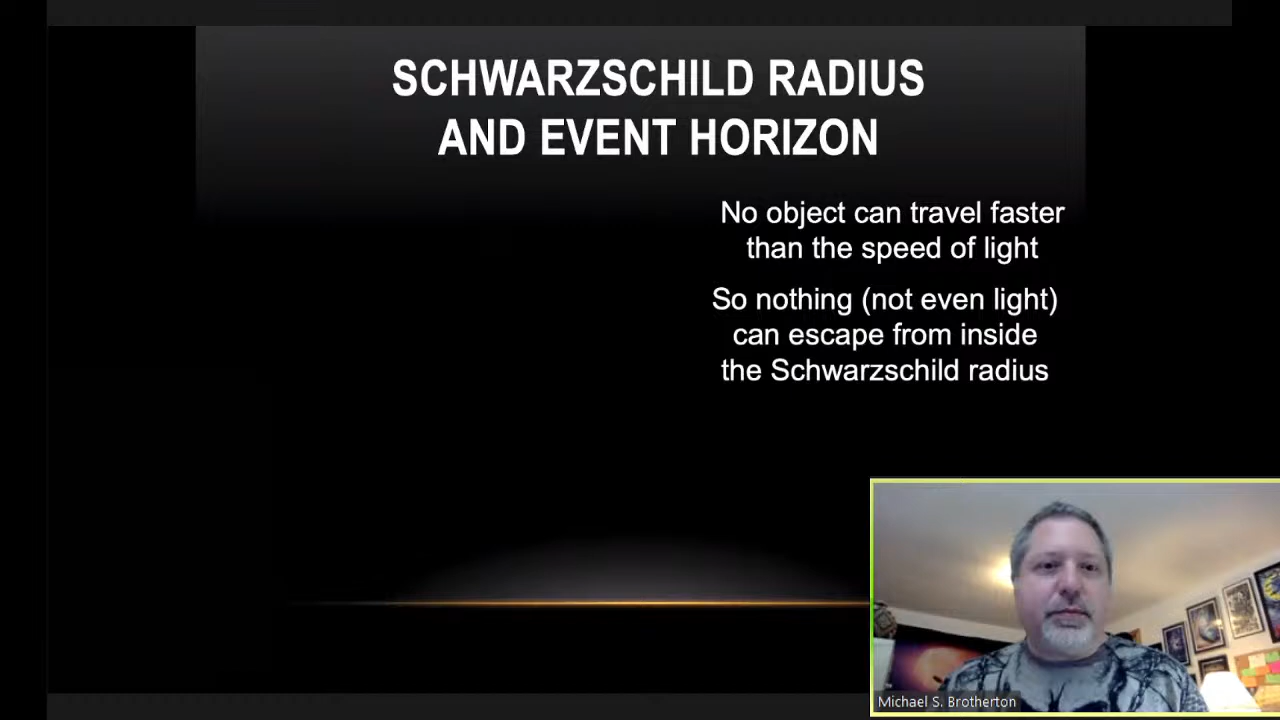 SCHWARZSCHILD RADIUS
AND EVENT HORIZON
No object can travel faster
than the speed of light
So nothing (not even light)
can escape from inside
the Schwarzschild radius
Michael S. Brotherton